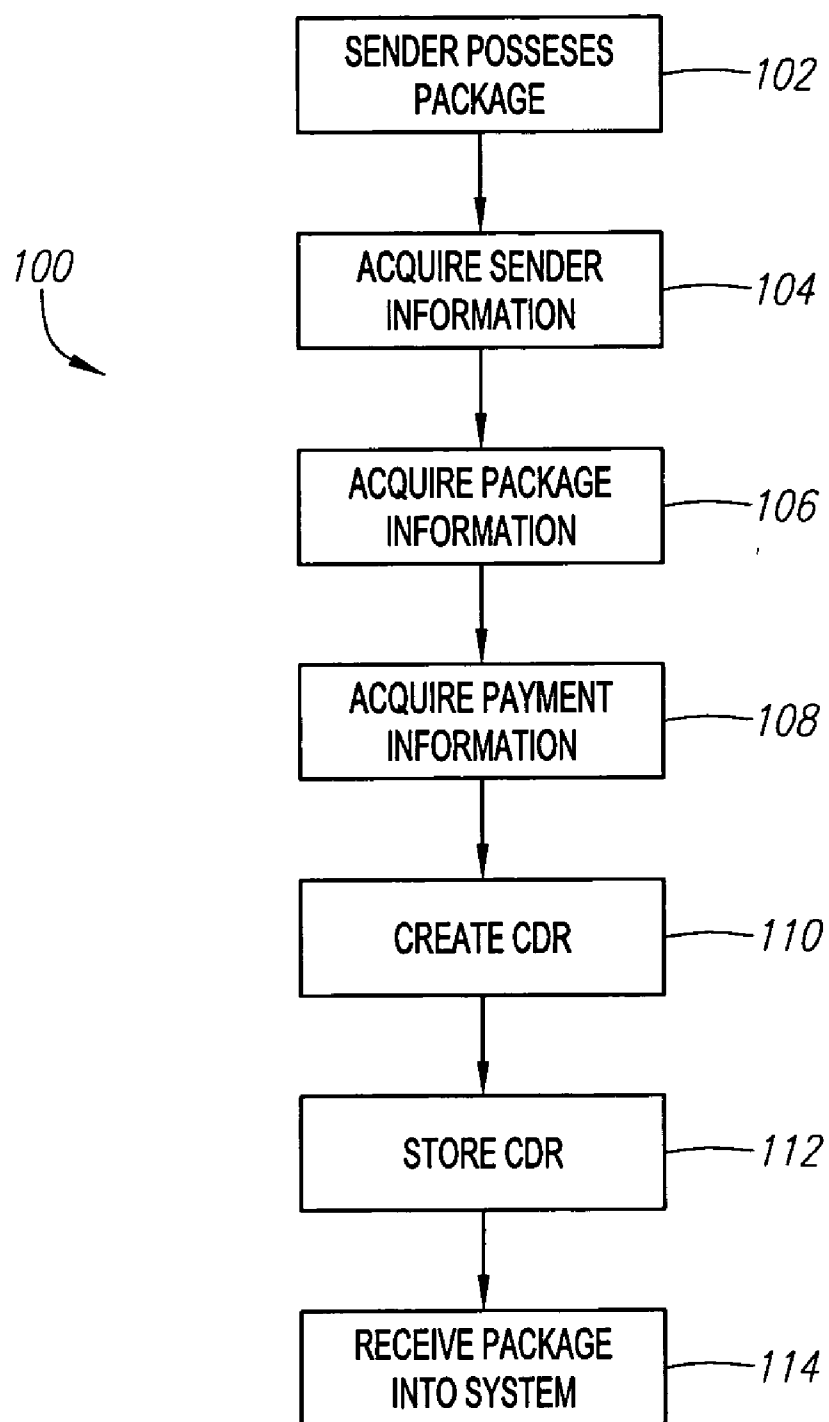 SENDER POSSESES
PACKAGE
102
100
ACQUIRE SENDER
INFORMATION
104
ACQUIRE PACKAGE
INFORMATION
106
ACQUIRE PAYMENT
INFORMATION
108
CREATE CDR
110
STORE CDR
112
RECEIVE PACKAGE
INTO SYSTEM
114